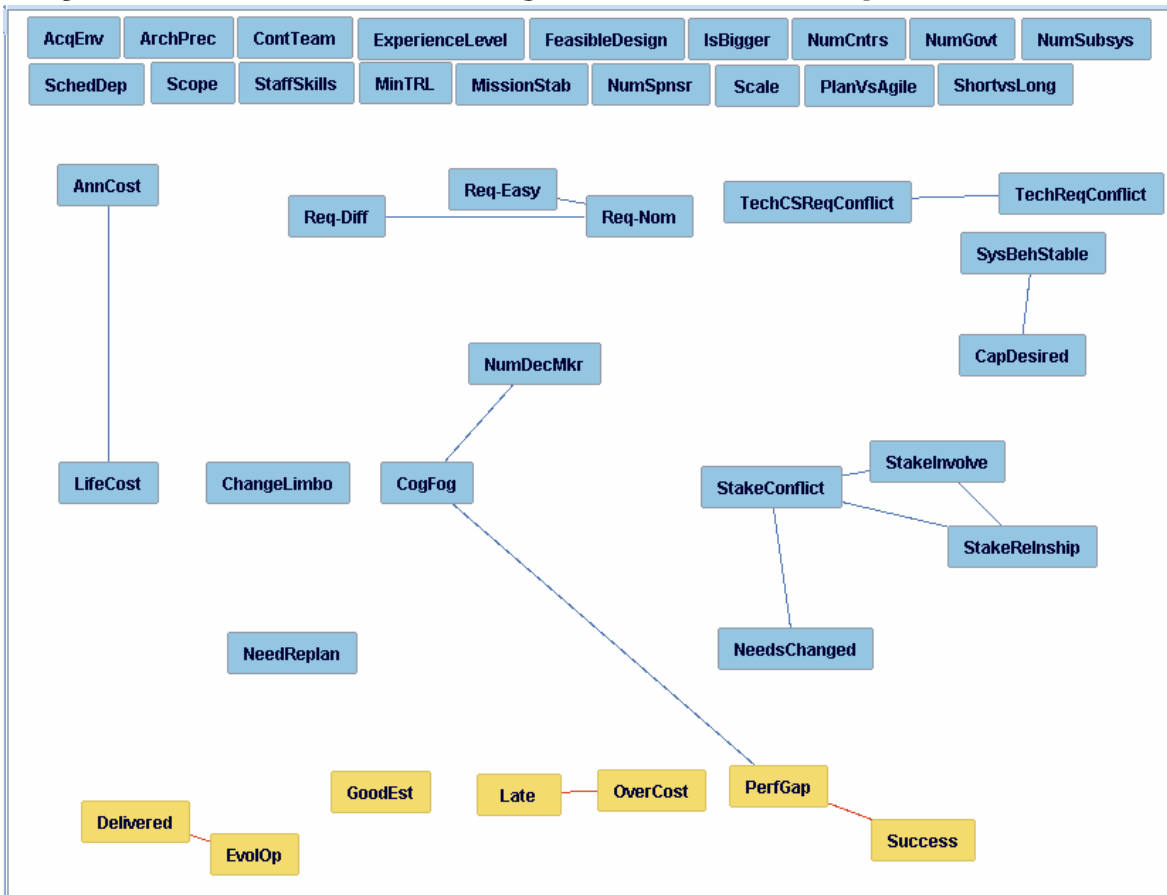 AcqEnv ArchPrec ContTeam ExperienceLevel FeasibleDesign IsBigger NumCntrs NumGovt NumSubsys
SchedDep Scope StaffSkills MinTRL MissionStab NumSpnsr Scale PlanVsAgile ShortvsLong
AnnCost Req-Easy TechCSReqConflict TechReqConflict
Req-Diff Req-Nom
SysBehStable
NumDecMkr CapDesired
LifeCost ChangeLimbo CogFog StakeConflict StakeInvolve
StakeRelnship
NeedReplan NeedsChanged
GoodEst Late OverCost PerfGap
Delivered EvolOp Success